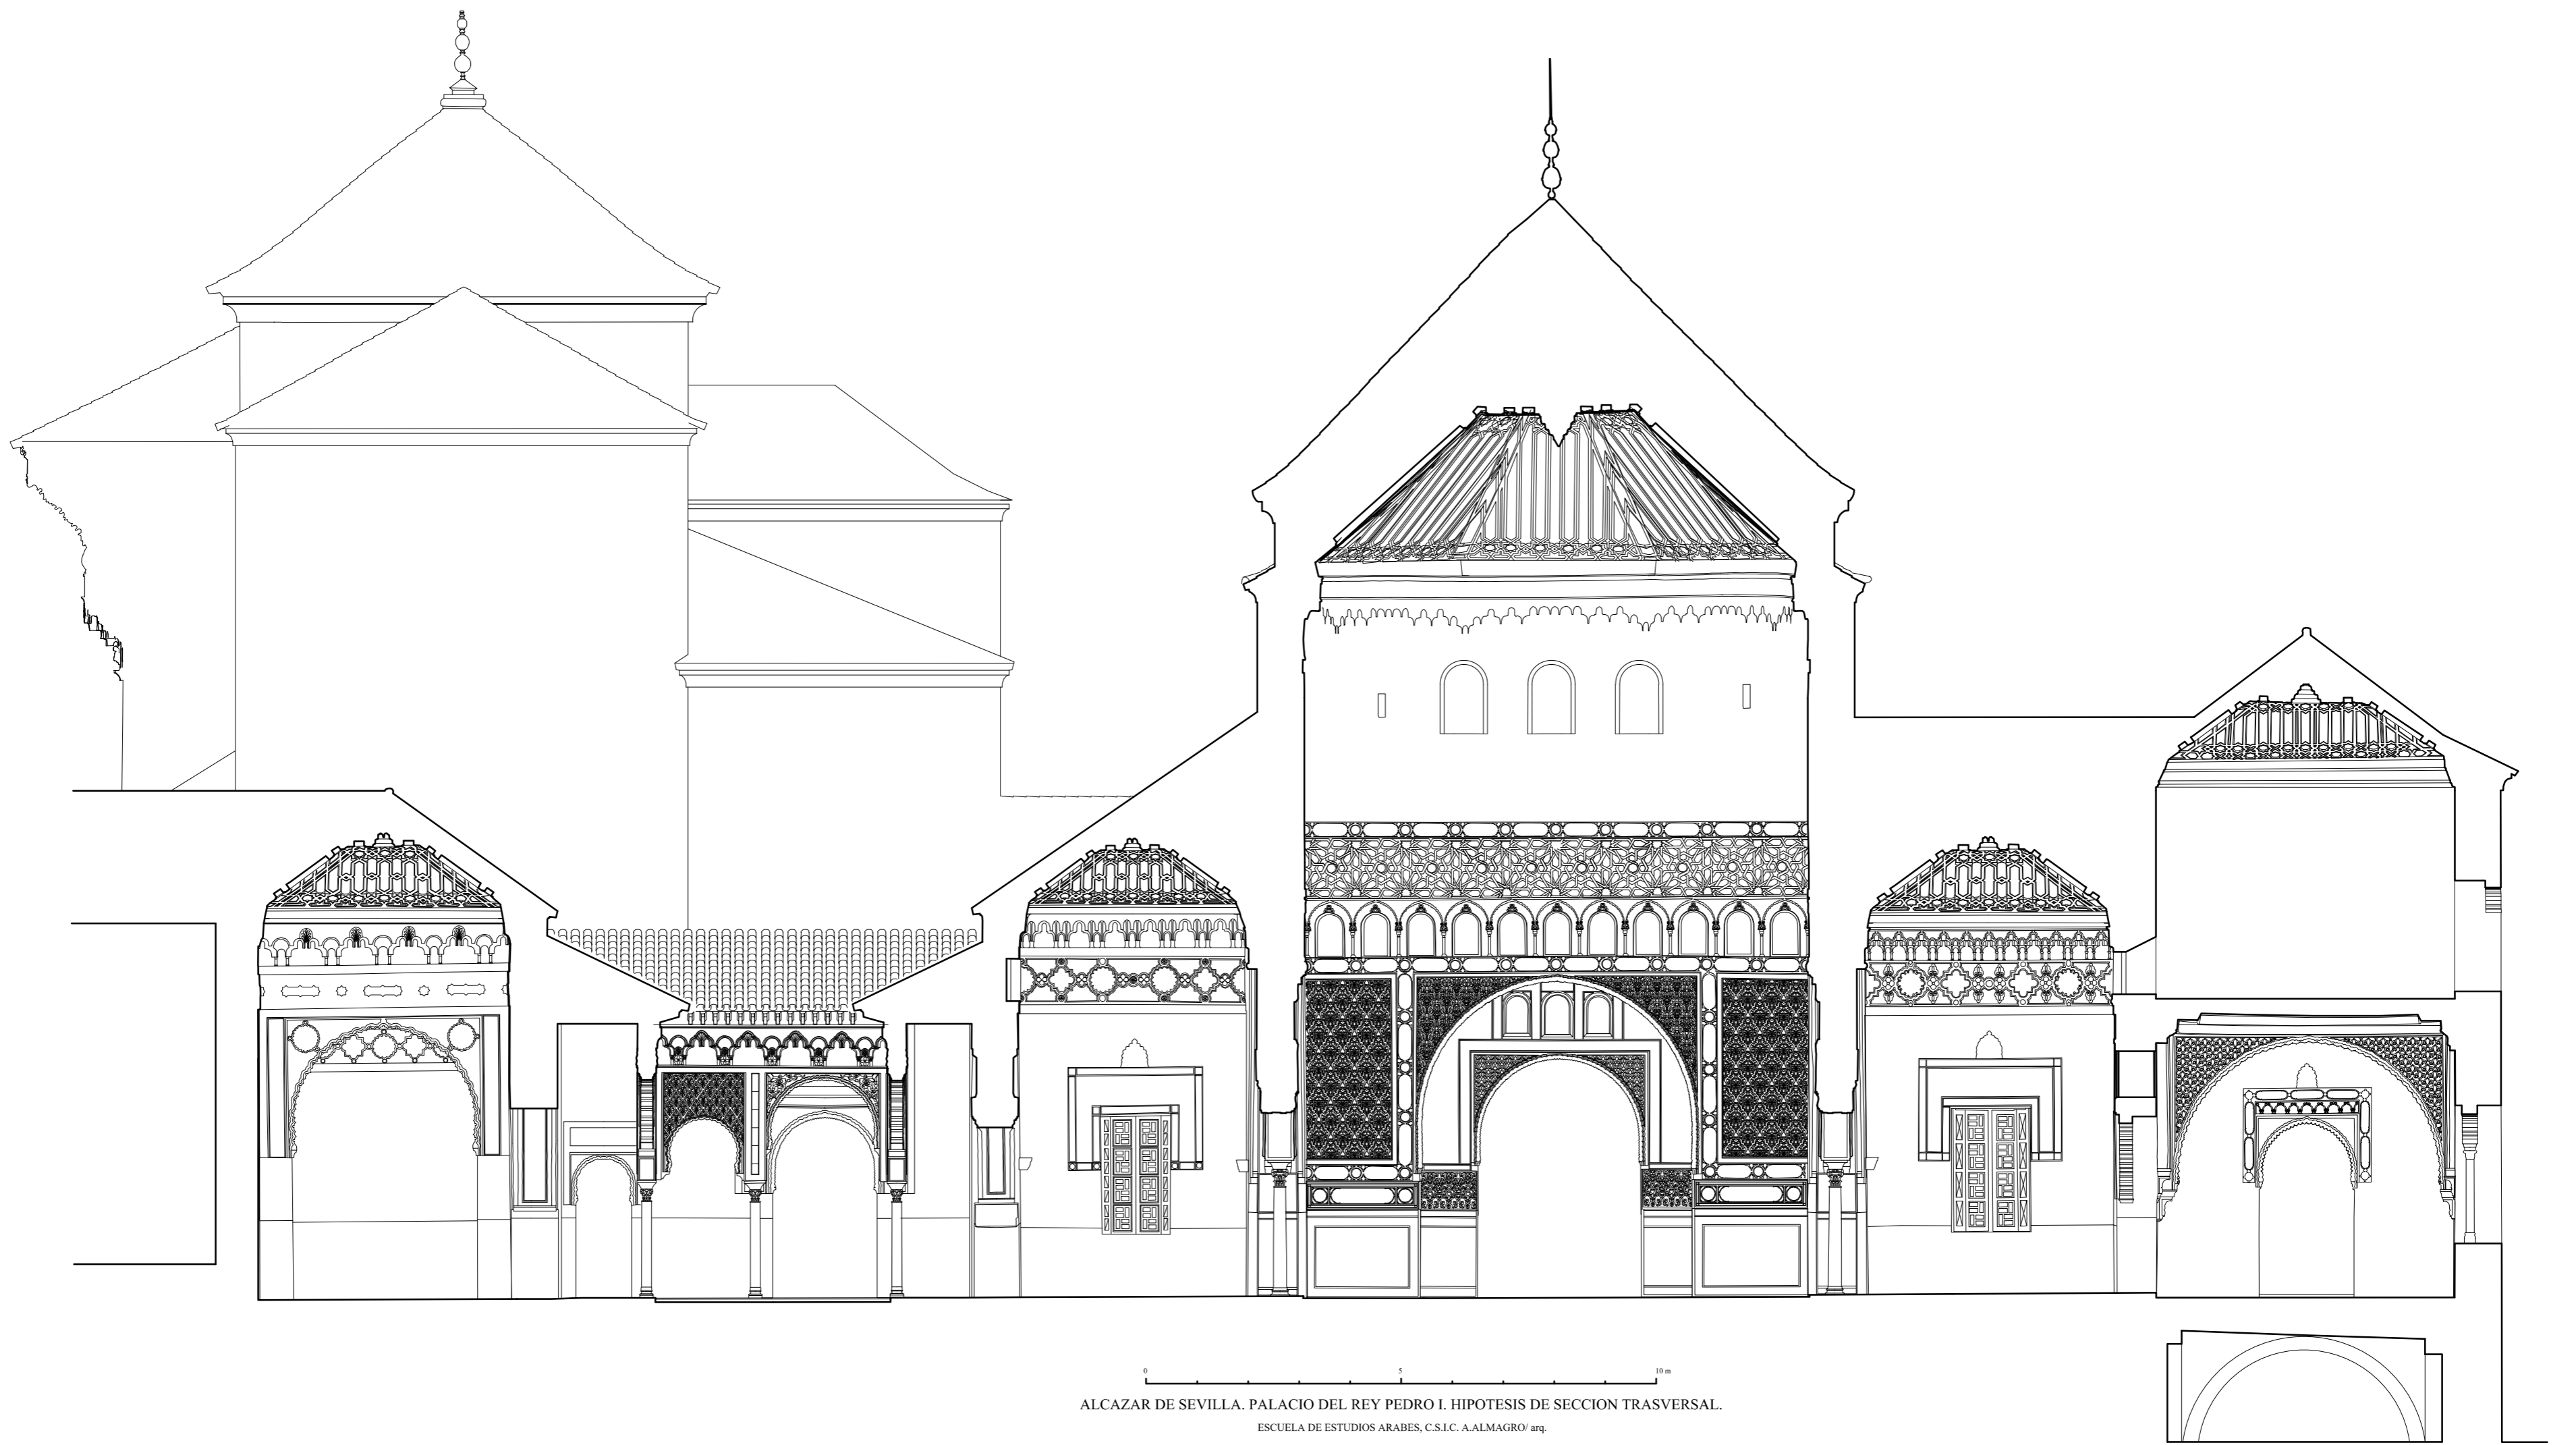 0 5 10 m
ALCAZAR DE SEVILLA. PALACIO DEL REY PEDRO I. HIPOTESIS DE SECCION TRASVERSAL.
ESCUELA DE ESTUDIOS ARABES, C.S.I.C. A.ALMAGRO/ arq.